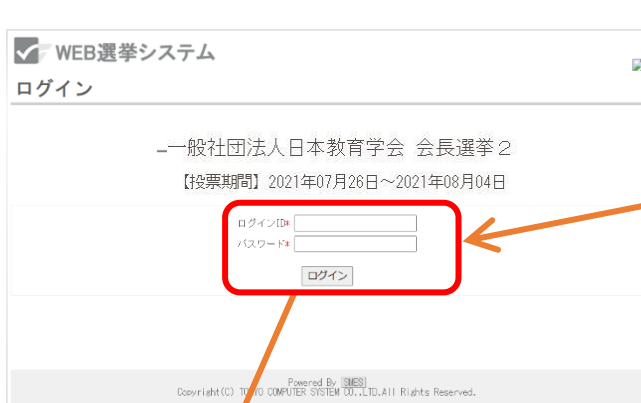 WEB選挙システム
ログイン
一般社団法人日本教育学会 会長選挙２
【投票期間】2021年07月26日～2021年08月04日
ログインID*
パスワード*
ログイン
Powered By SMES
Copyright(C) TOKYO COMPUTER SYSTEM CO.,LTD.All Rights Reserved.